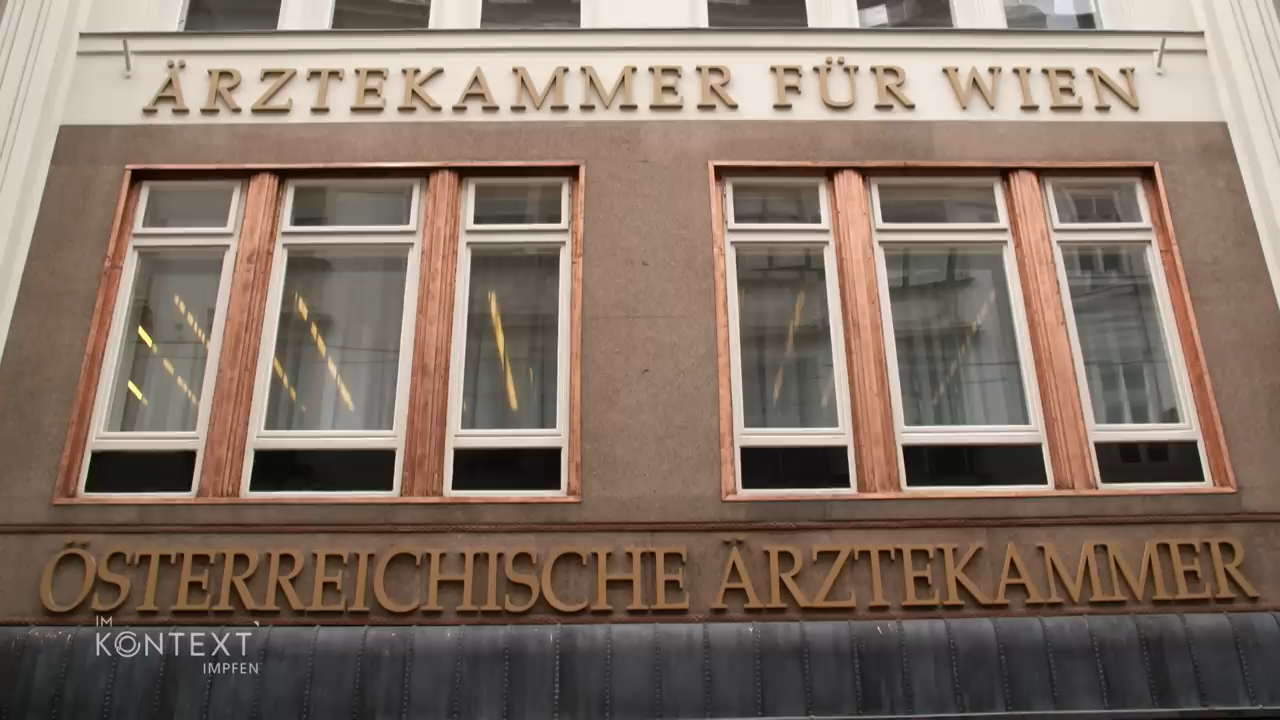 ÄRZTEKAMMER FÜR WIEN
ÖSTERREICHISCHE ÄRZTEKAMMER
IM
KONTEXT
IMPFEN